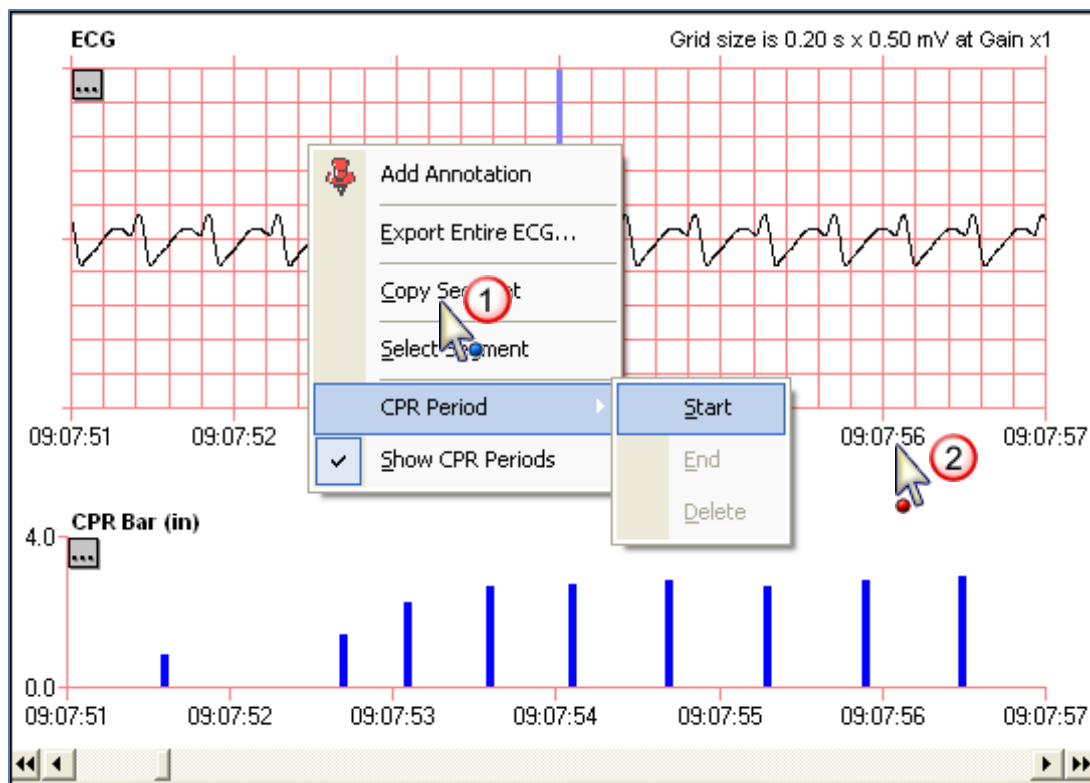 ECG
Grid size is 0.20 s x 0.50 mV at Gain x1
...
Add Annotation
Export Entire ECG...
Copy Segment
1
Select Segment
CPR Period
Start
Show CPR Periods
End
Delete
09:07:51
09:07:52
09:07:56
09:07:57
2
CPR Bar (in)
4.0
...
0.0
09:07:51
09:07:52
09:07:53
09:07:54
09:07:55
09:07:56
09:07:57